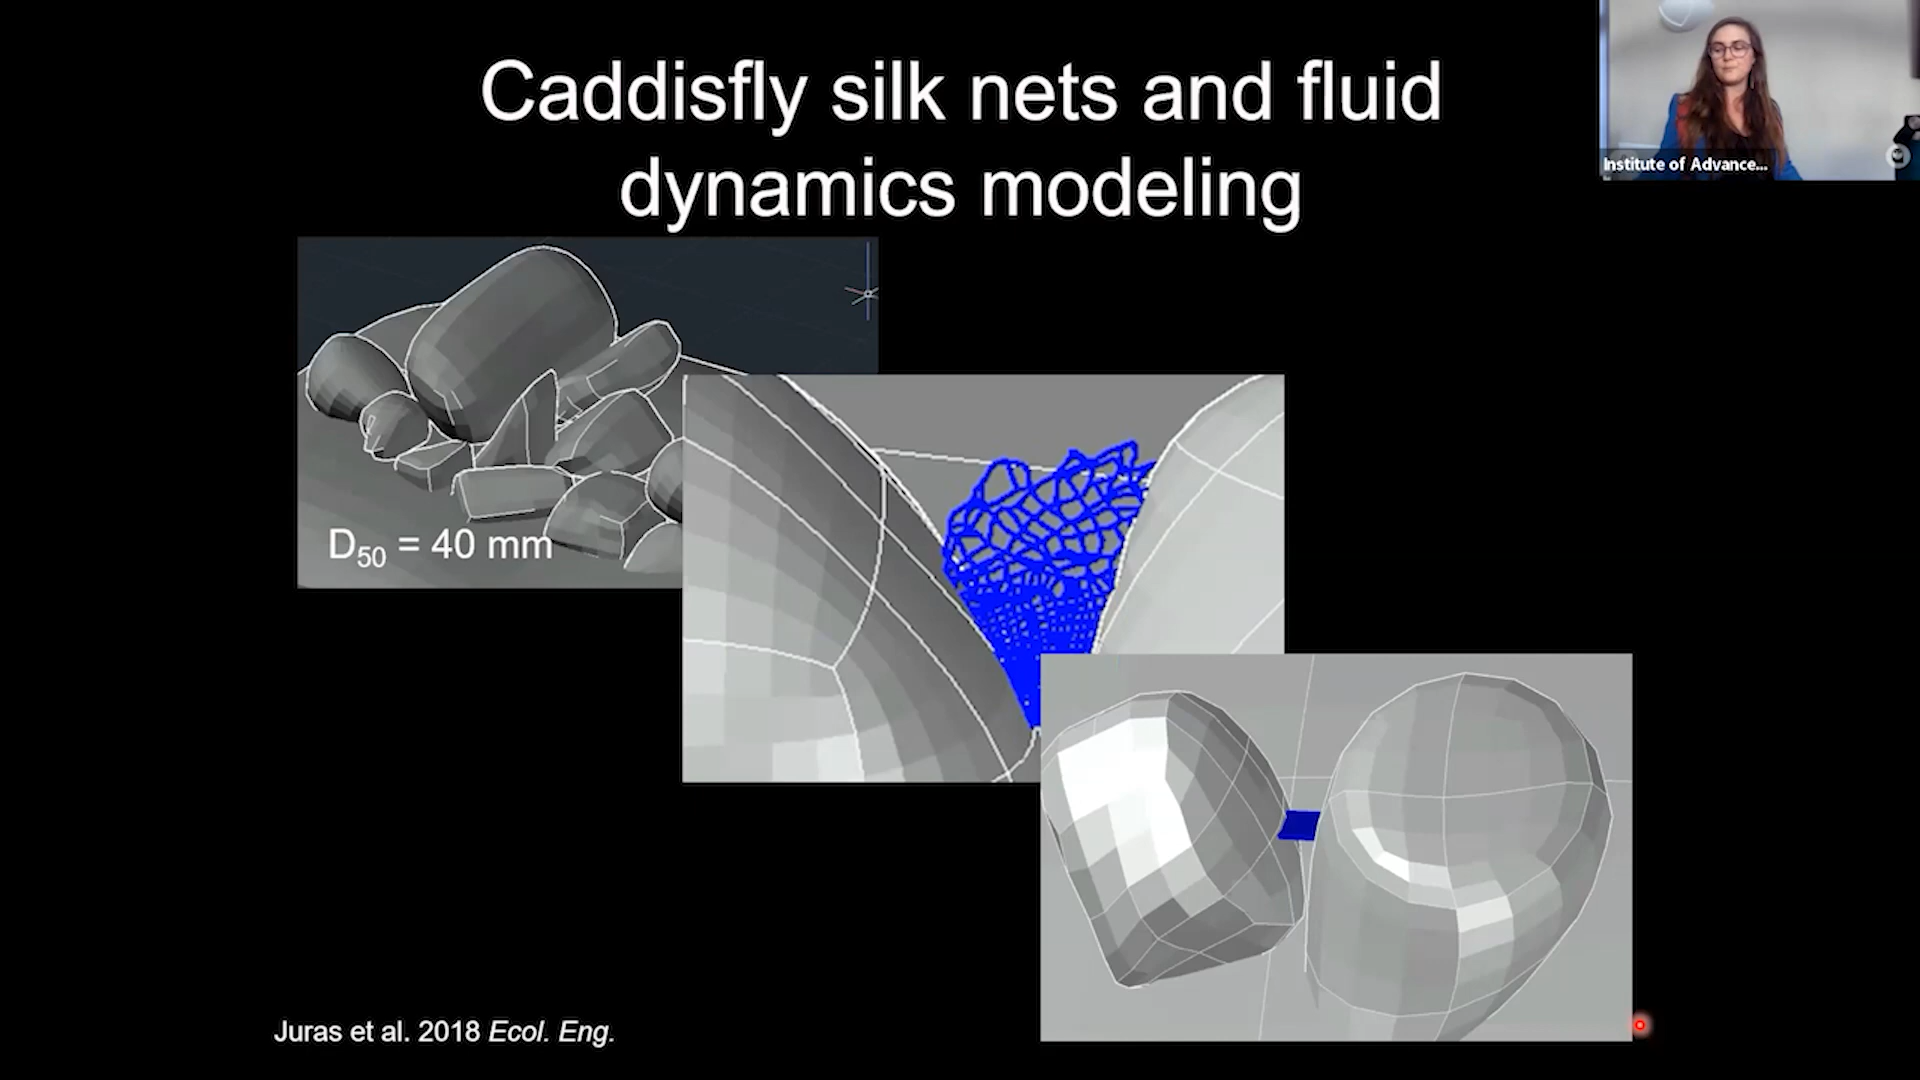 Caddisfly silk nets and fluid
dynamics modeling
Institute of Advance...
D50 = 40 mm
Juras et al. 2018 Ecol. Eng.